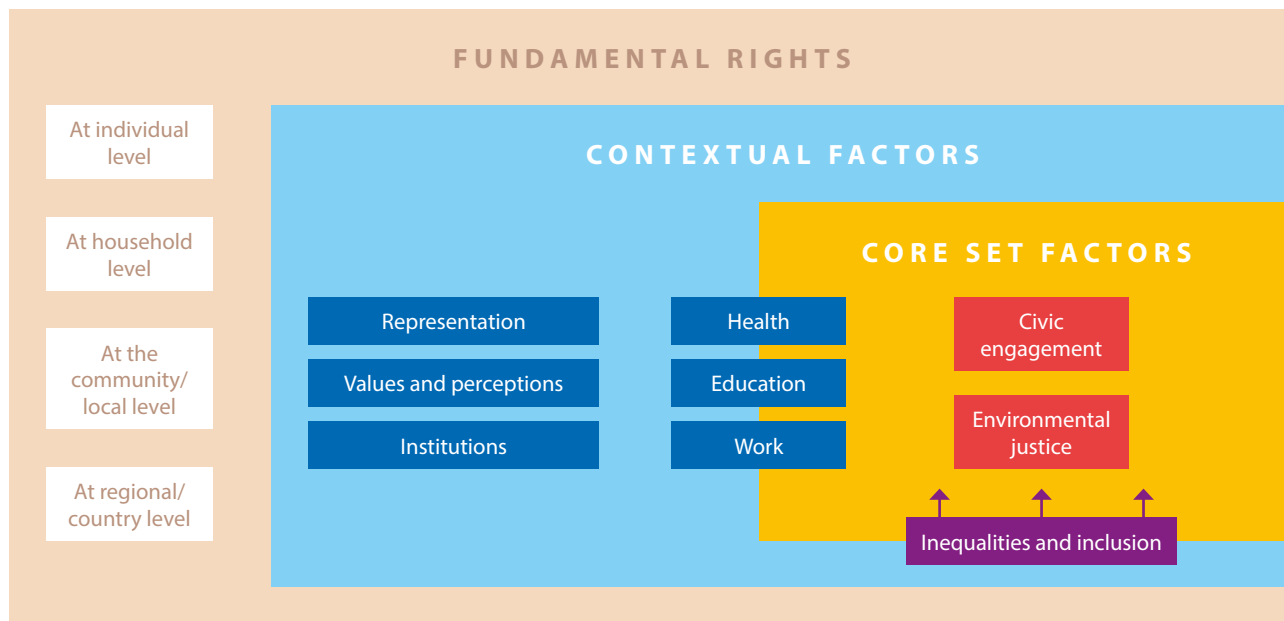 FUNDAMENTAL RIGHTS
At individual
level
At household
level
At the
community/
local level
At regional/
country level
CONTEXTUAL FACTORS
Representation
Values and perceptions
Institutions
Health
Education
Work
CORE SET FACTORS
Civic
engagement
Environmental
justice
Inequalities and inclusion